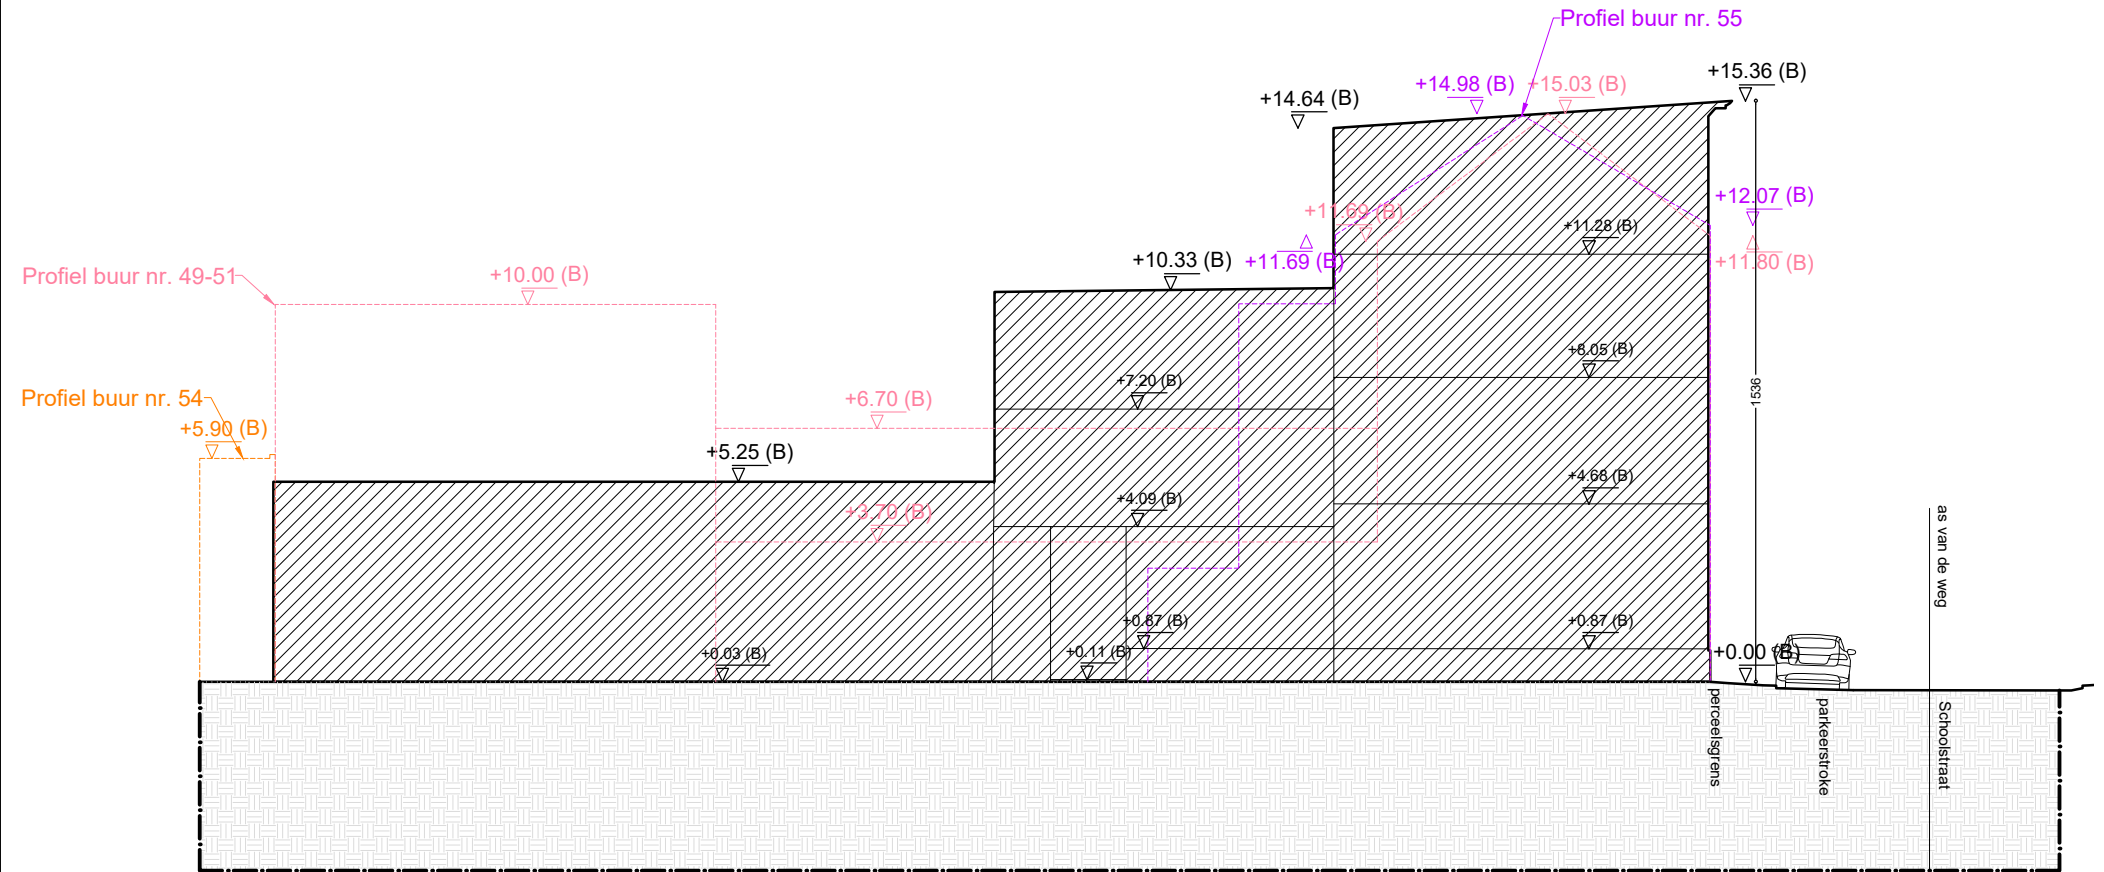 Profiel buur nr. 55
+15.36 (B)
+14.98 (B)
+15.03 (B)
+14.64 (B)
+12.07 (B)
+11.69 (B)
+11.28 (B)
+11.69 (B)
+11.80 (B)
+10.33 (B)
Profiel buur nr. 49-51
+10.00 (B)
+8.05 (B)
+7.20 (B)
1536
Profiel buur nr. 54
+6.70 (B)
+5.90 (B)
+5.25 (B)
+4.68 (B)
+4.09 (B)
+3.70 (B)
as van de weg
+0.87 (B)
+0.87 (B)
+0.03 (B)
+0.11 (B)
+0.00 (B)
perceelsgrens
parkeerstroke
Schoolstraat